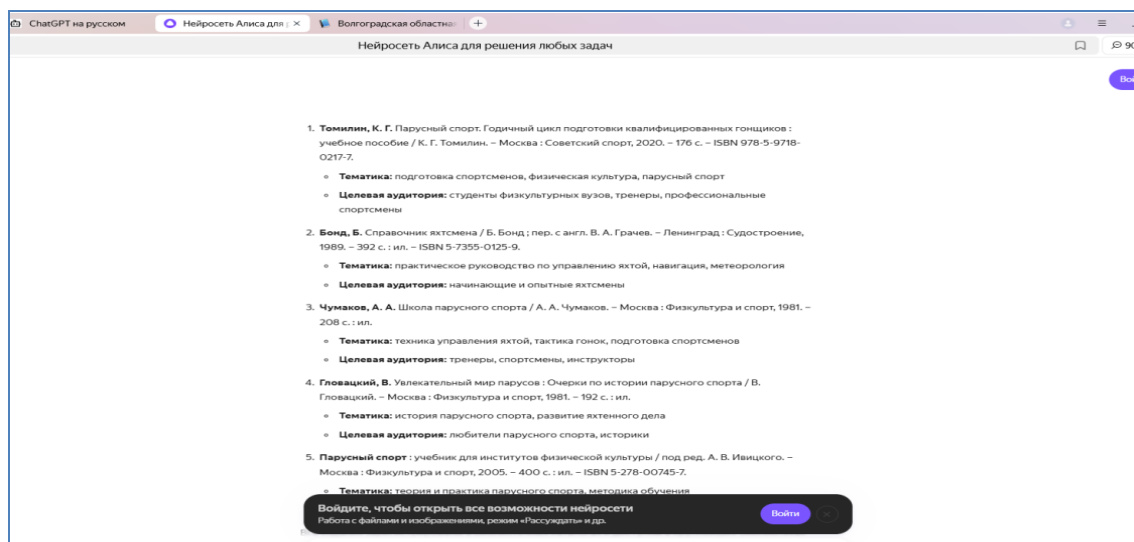 ChatGPT на русском
Нейросеть Алиса для
Волгоградская областна
Нейросеть Алиса для решения любых задач
90
Вой
1. Томилин, К. Г. Парусный спорт. Годичный цикл подготовки квалифицированных гонщиков :
учебное пособие / К. Г. Томилин. – Москва : Советский спорт, 2020. – 176 с. – ISBN 978-5-9718-
0217-7.
Тематика: подготовка спортсменов, физическая культура, парусный спорт
Целевая аудитория: студенты физкультурных вузов, тренеры, профессиональные
спортсмены
2. Бонд, Б. Справочник яхтсмена / Б. Бонд ; пер. с англ. В. А. Грачев. – Ленинград : Судостроение,
1989. – 392 с. : ил. – ISBN 5-7355-0125-9.
Тематика: практическое руководство по управлению яхтой, навигация, метеорология
Целевая аудитория: начинающие и опытные яхтсмены
3. Чумаков, А. А. Школа парусного спорта / А. А. Чумаков. – Москва : Физкультура и спорт, 1981. –
208 с. : ил.
Тематика: техника управления яхтой, тактика гонок, подготовка спортсменов
Целевая аудитория: тренеры, спортсмены, инструкторы
4. Гловацкий, В. Увлекательный мир парусов : Очерки по истории парусного спорта / В.
Гловацкий. – Москва : Физкультура и спорт, 1981. – 192 с. : ил.
Тематика: история парусного спорта, развитие яхтенного дела
Целевая аудитория: любители парусного спорта, историки
5. Парусный спорт : учебник для институтов физической культуры / под ред. А. В. Ивицкого. –
Москва : Физкультура и спорт, 2005. – 400 с. : ил. – ISBN 5-278-00745-7.
Тематика: теория и практика парусного спорта, методика обучения
Войдите, чтобы открыть все возможности нейросети
Работа с файлами и изображениями, режим «Рассуждать» и др.
Войти